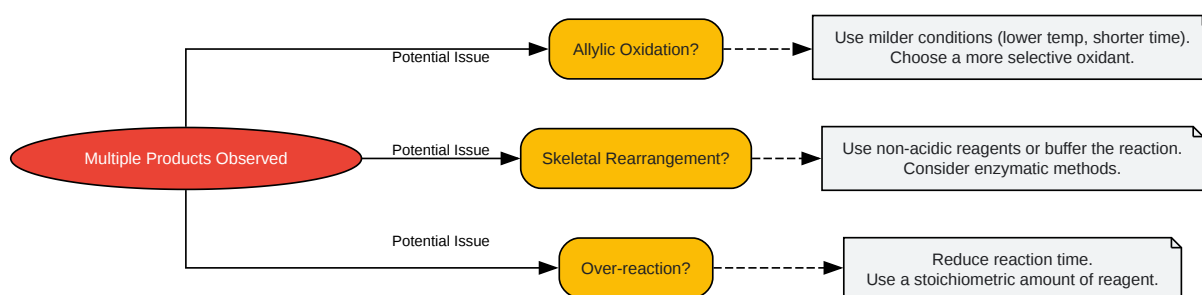 Multiple Products Observed
Potential Issue
Allylic Oxidation?
Use milder conditions (lower temp, shorter time).
Choose a more selective oxidant.
Potential Issue
Skeletal Rearrangement?
Use non-acidic reagents or buffer the reaction.
Consider enzymatic methods.
Potential Issue
Over-reaction?
Reduce reaction time.
Use a stoichiometric amount of reagent.